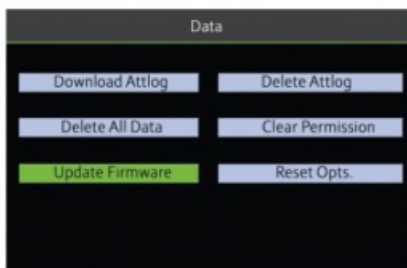 Data
Download Attlog
Delete Attlog
Delete All Data
Clear Permission
Update Firmware
Reset Opts.